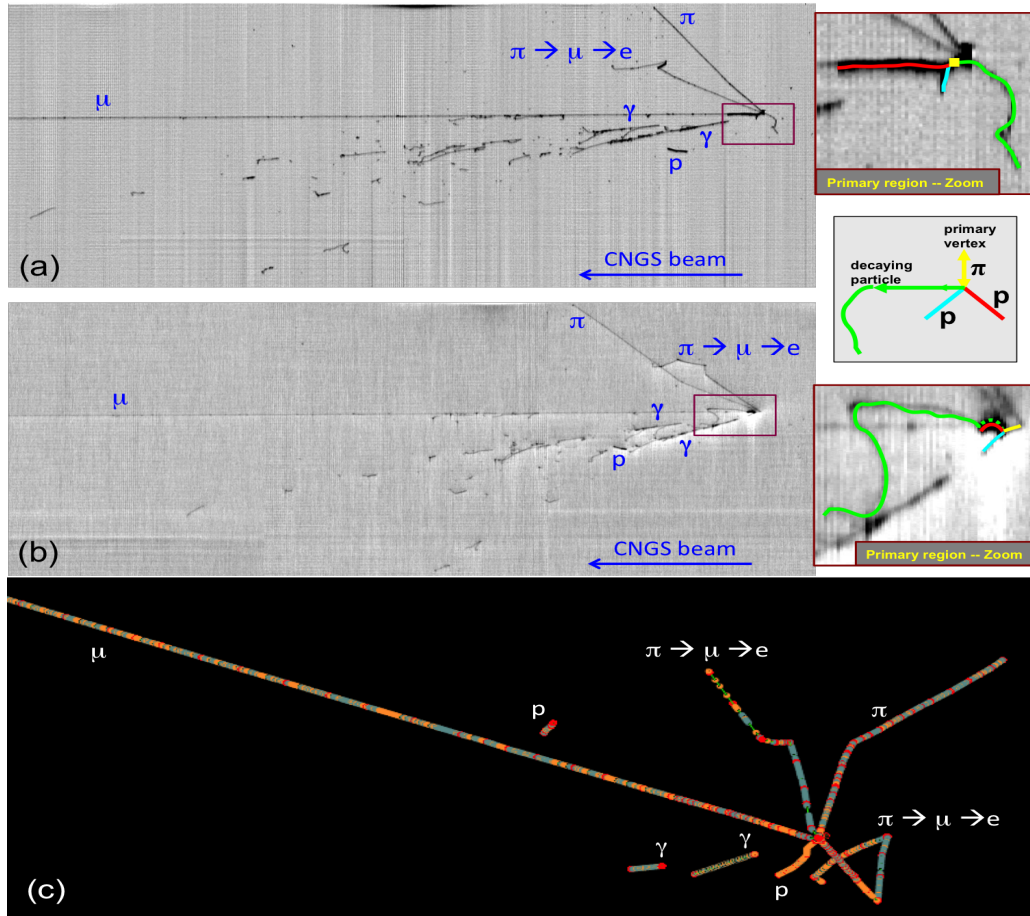 π
π → μ → e
μ
γ
γ
p
CNGS beam
(a)
Primary region -- Zoom
primary
vertex
π
decaying
particle
p
p
π
π → μ → e
μ
γ
γ
p
CNGS beam
(b)
Primary region -- Zoom
μ
π → μ → e
p
π
π → μ → e
γ
γ
p
(c)